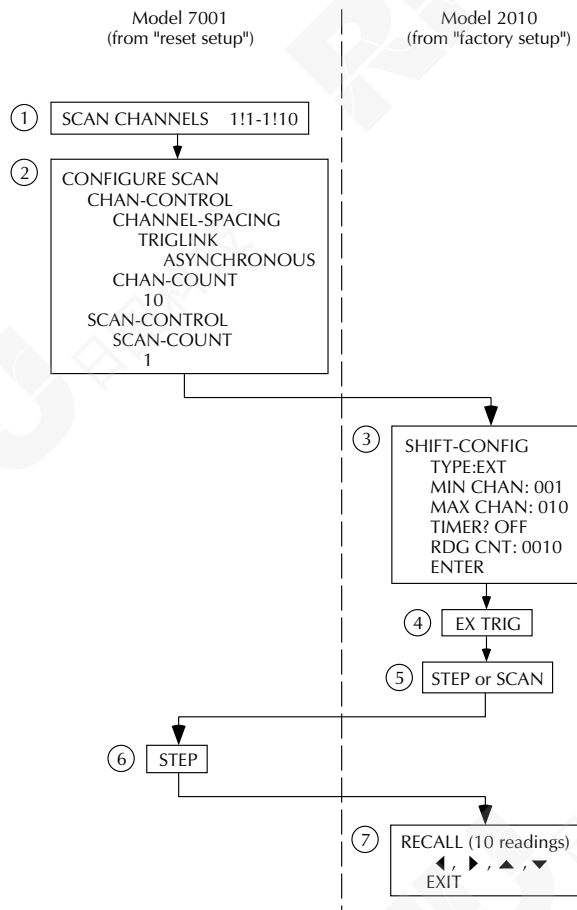 Model 7001
(from "reset setup")
Model 2010
(from "factory setup")
1
SCAN CHANNELS 1!1-1!10
2
CONFIGURE SCAN
CHAN-CONTROL
CHANNEL-SPACING
TRIGLINK
ASYNCHRONOUS
CHAN-COUNT
10
SCAN-CONTROL
SCAN-COUNT
1
3
SHIFT-CONFIG
TYPE:EXT
MIN CHAN: 001
MAX CHAN: 010
TIMER? OFF
RDG CNT: 0010
ENTER
4
EX TRIG
5
STEP or SCAN
6
STEP
7
RECALL (10 readings)
◀ , ▶ , ▲ , ▼
EXIT